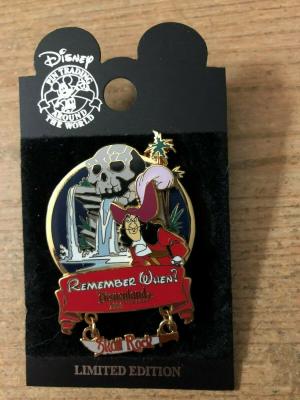 Disney
PIN TRADING
AROUND
THE WORLD
REMEMBER WHEN?
Disneyland
Skull Rock
LIMITED EDITION